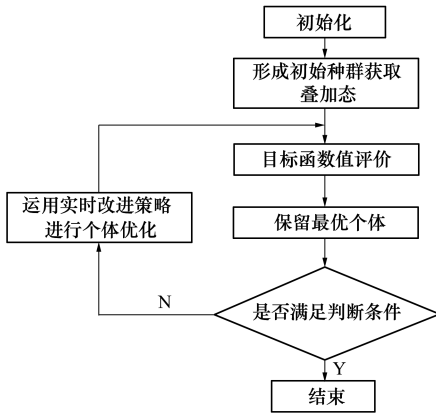 初始化
形成初始种群获取
叠加态
目标函数值评价
运用实时改进策略
进行个体优化
保留最优个体
N
是否满足判断条件
Y
结束